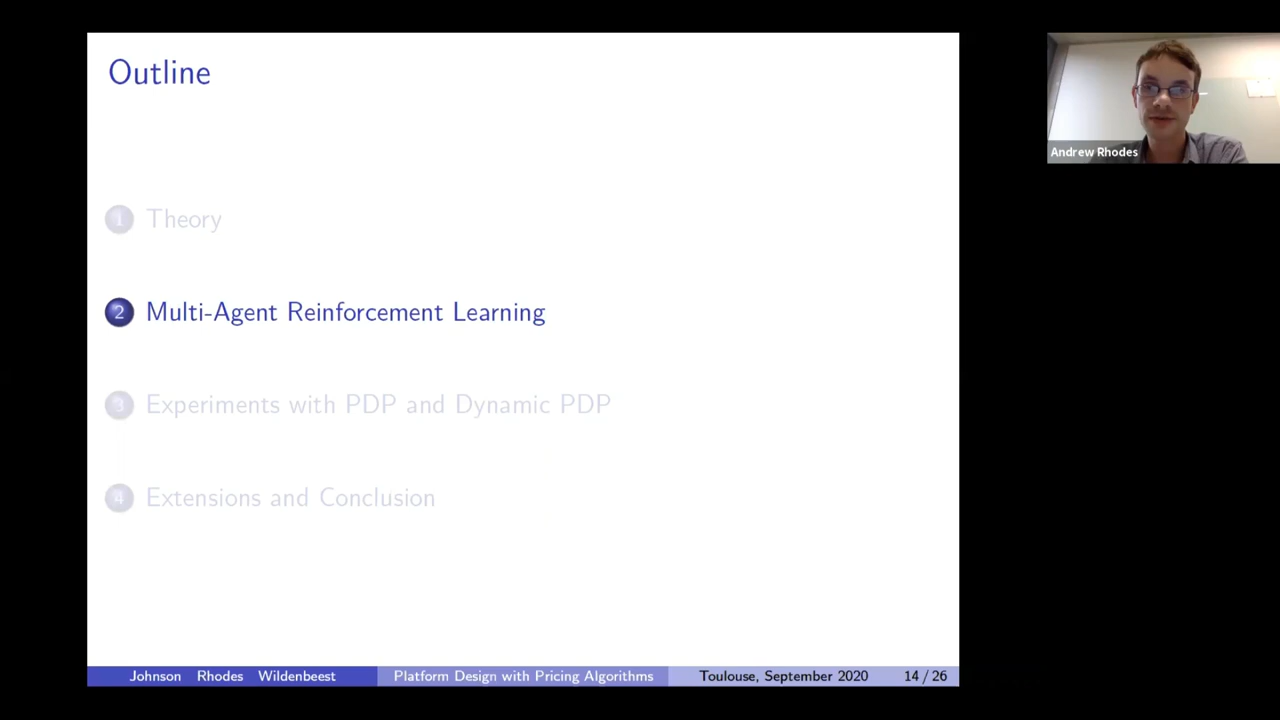 Outline
1 Theory
2 Multi-Agent Reinforcement Learning
3 Experiments with PDP and Dynamic PDP
4 Extensions and Conclusion
Johnson Rhodes Wildenbeest Platform Design with Pricing Algorithms Toulouse, September 2020 14 / 26
Andrew Rhodes